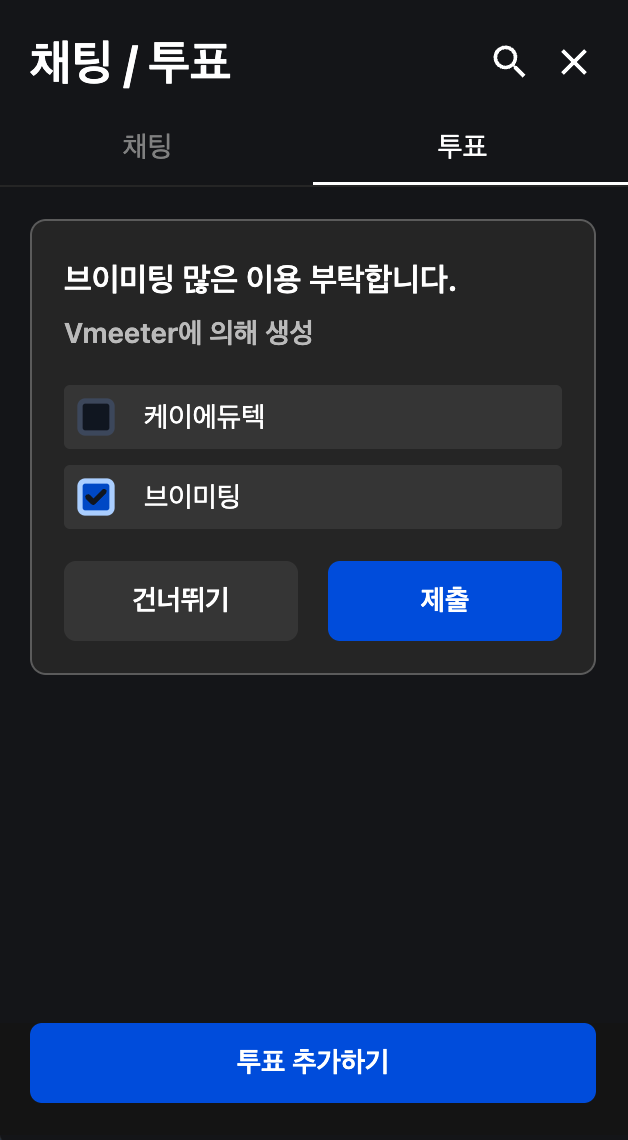 채팅 / 투표
채팅
투표
브이미팅 많은 이용 부탁합니다.
Vmeeter에 의해 생성
케이에듀텍
브이미팅
건너뛰기
제출
투표 추가하기